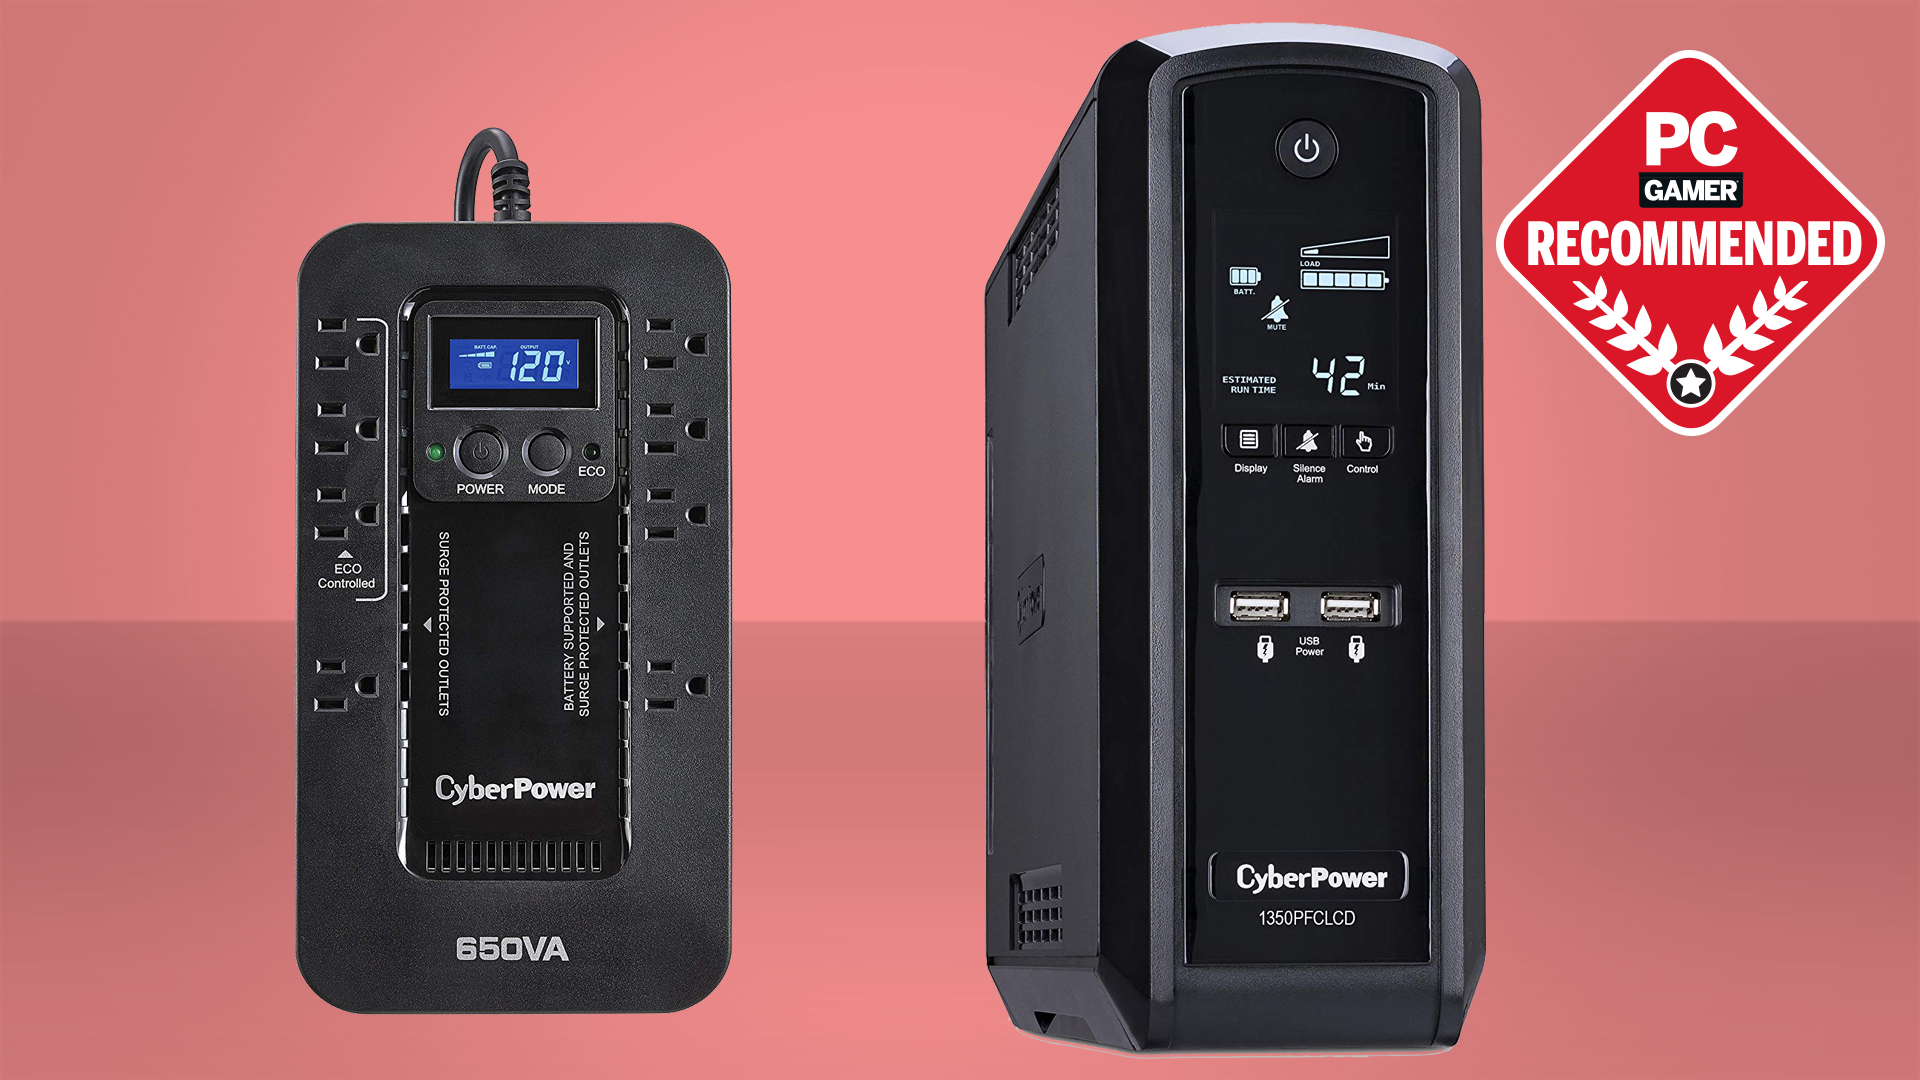 BATT. CAP.
OUTPUT
120 V
POWER
MODE
ECO
ECO
Controlled
SURGE PROTECTED OUTLETS
BATTERY SUPPORTED AND
SURGE PROTECTED OUTLETS
CyberPower
650VA
LOAD
BATT.
MUTE
ESTIMATED
RUN TIME
42 Min
Display
Silence
Alarm
Control
USB
Power
CyberPower
CyberPower
1350PFCLCD
PC
GAMER
RECOMMENDED